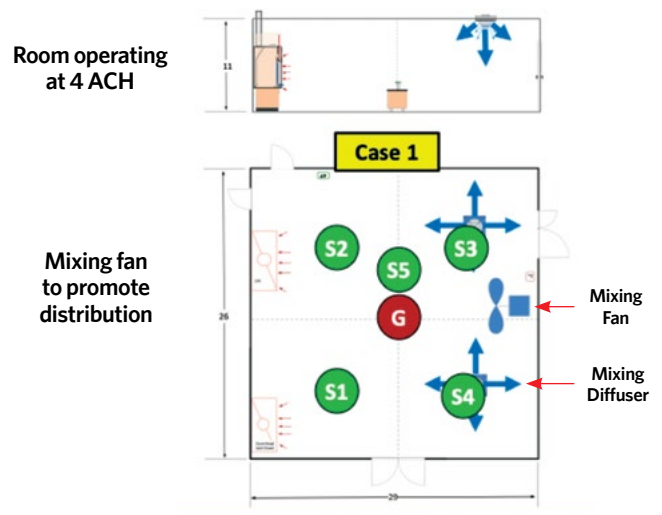 Room operating
at 4 ACH
11
Case 1
Mixing fan
to promote
distribution
S2
S3
S5
G
26
Mixing
Fan
S1
S4
Mixing
Diffuser
29